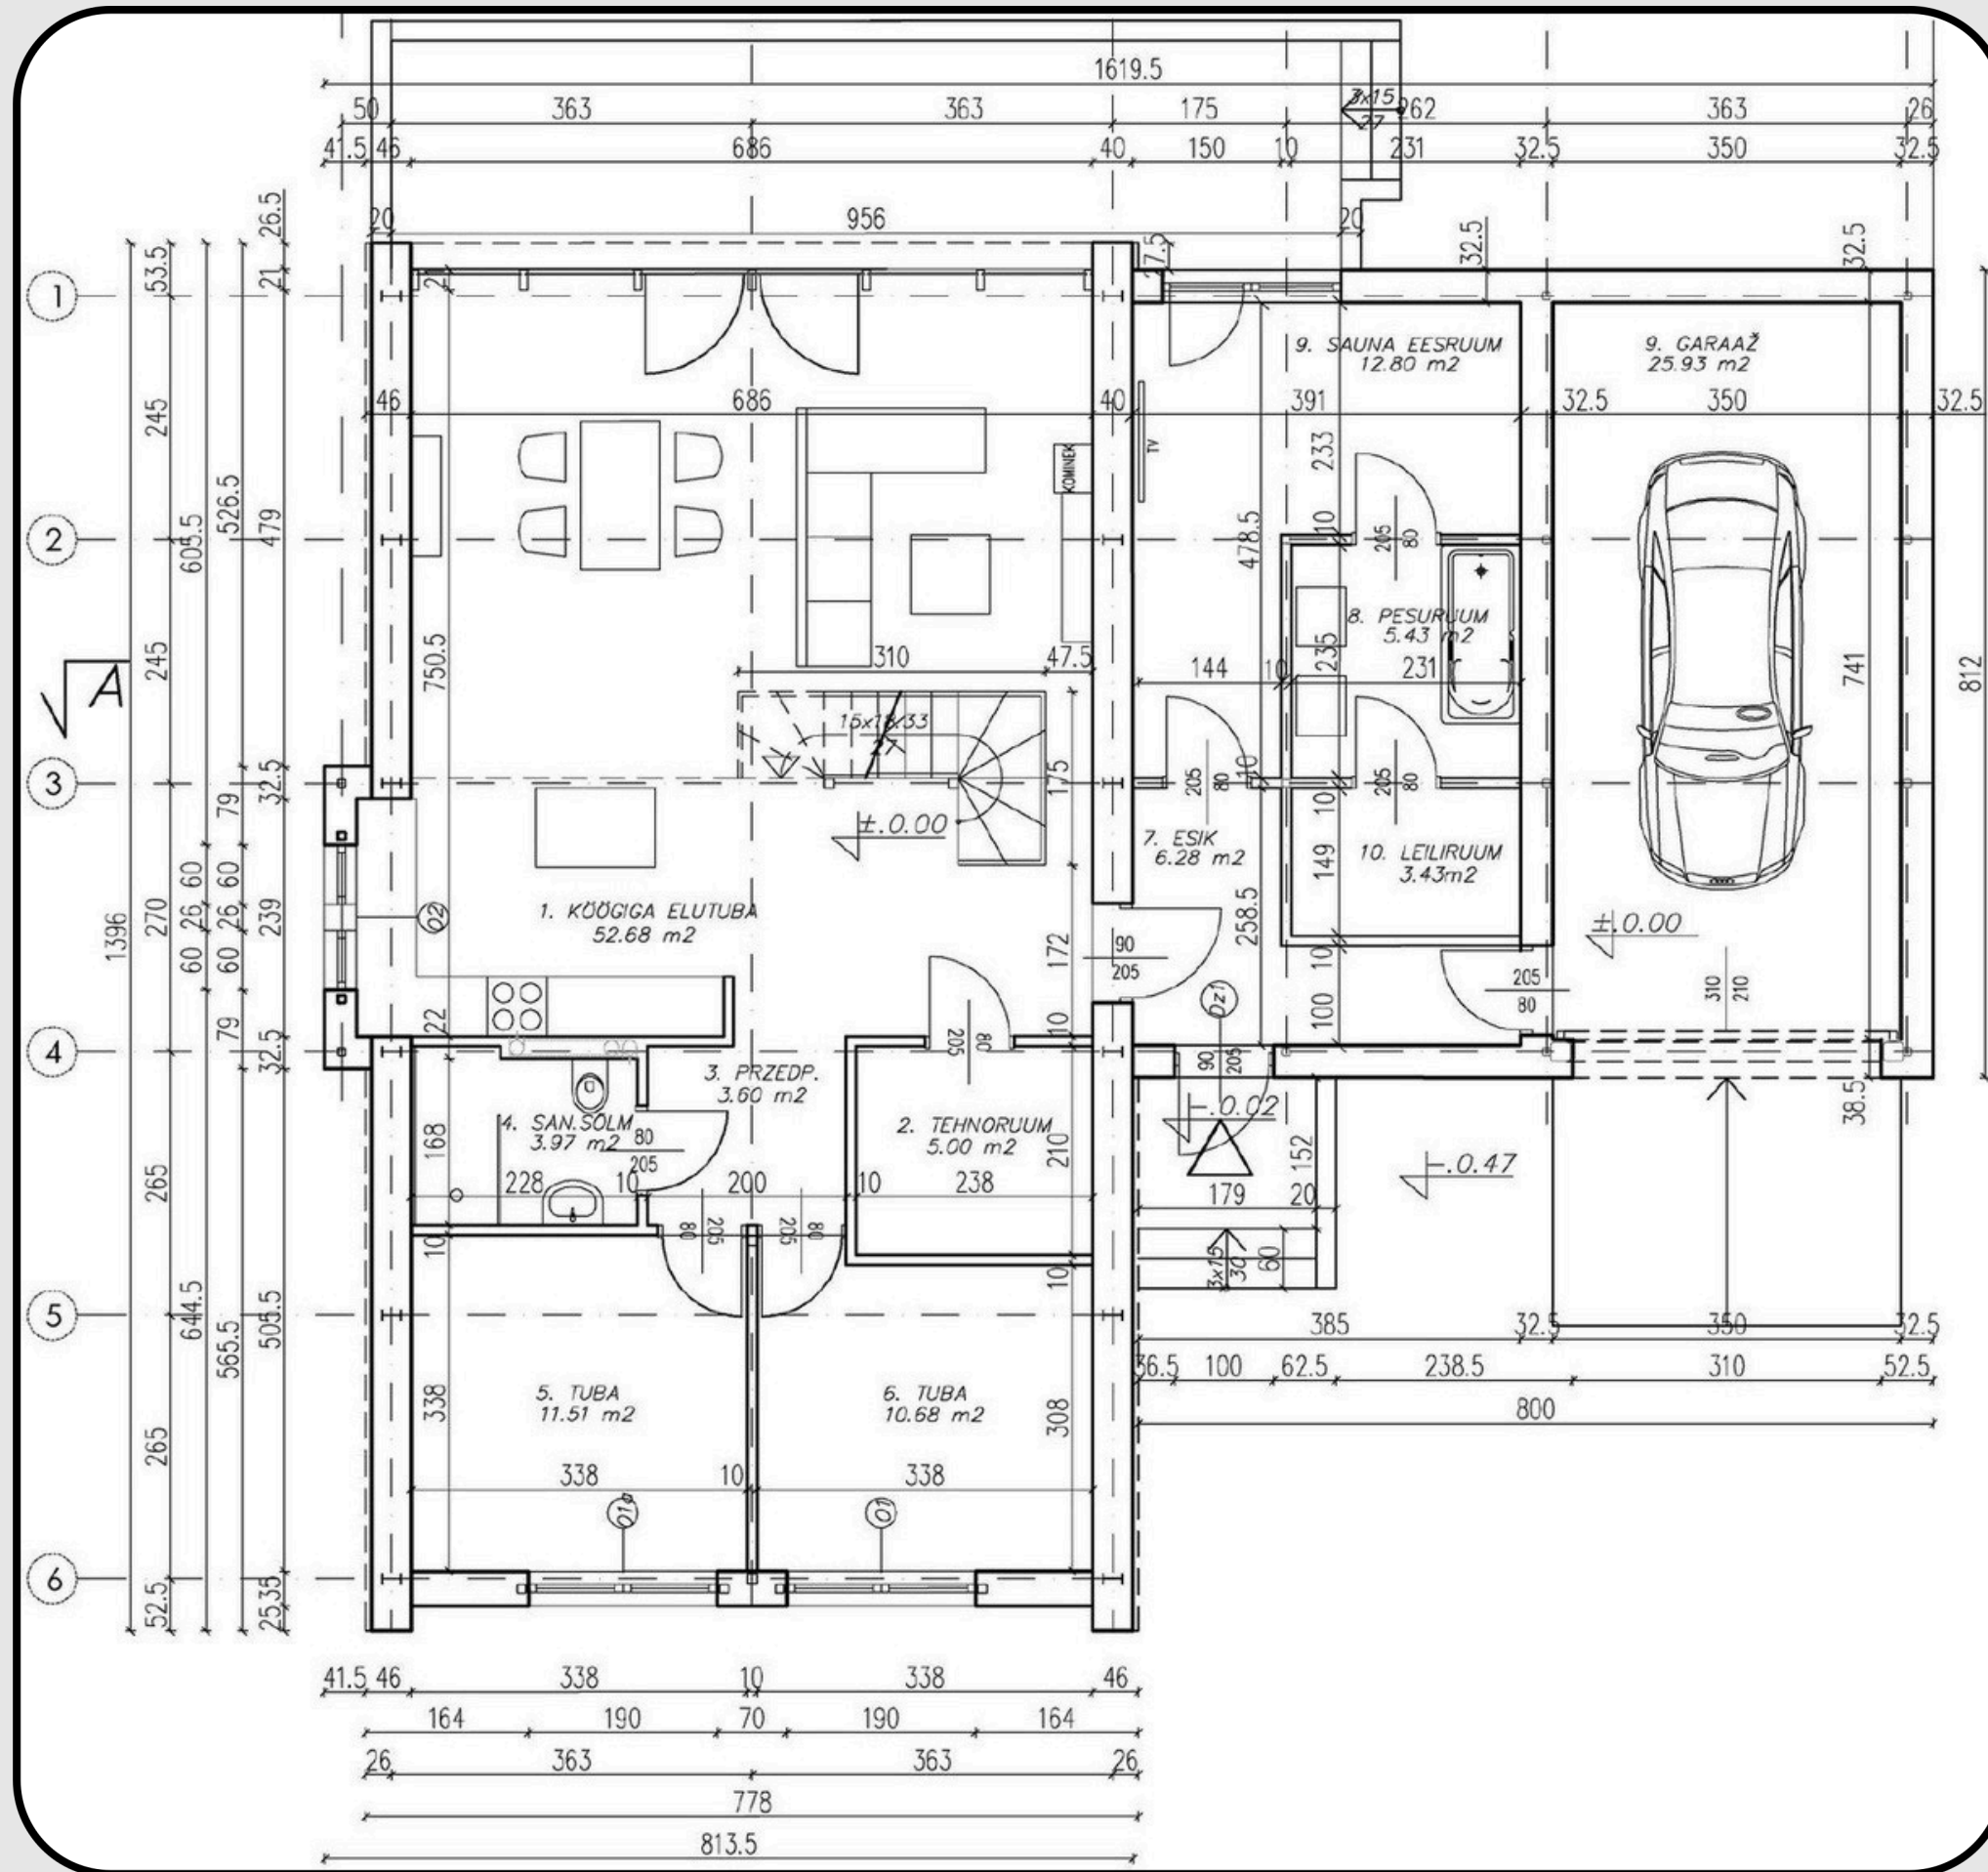 1619.5
50 363 363 175 262 363 26
3x15
27
41.5 46 686 40 150 10 231 32.5 350 32.5
20 956 20
26.5
53.5
21
21
27.5
32.5
32.5
1
9. SAUNA EESRUUM
12.80 m2
9. GARAAŽ
25.93 m2
46 686 40 391 32.5 350 32.5
245
526.5
479
605.5
KOMINEK
TV
233
10
478.5
205
80
2
8. PESURUUM
5.43 m2
235
750.5
245
310 47.5
144 10 231
741
812
A
15x18/33
27
175
3
32.5
79
205
80
10
205
80
10
±.0.00
7. ESIK
6.28 m2
10. LEILIRUUM
3.43m2
149
60
60
26
26
60
60
239
270
1396
O2
1. KÖÖGIGA ELUTUBA
52.68 m2
258.5
±.0.00
172
90
205
10
205
80
310
210
Dz1
79
32.5
22
10
100
205
80
90
205
4
3. PRZEDP.
3.60 m2
4. SAN.SÕLM
3.97 m2
80
205
168
2. TEHNORUUM
5.00 m2
210
-.0.02
152
-.0.47
38.5
228 10 200 10 238
179 20
265
80
205
205
80
10
10
3x15
30
60
5
644.5
565.5
505.5
385 32.5 350 32.5
36.5 100 62.5 238.5 310 52.5
800
5. TUBA
11.51 m2
6. TUBA
10.68 m2
338
308
265
338 10 338
O1a
O1
6
52.5
35
25
41.5 46 338 10 338 46
164 190 70 190 164
26 363 363 26
778
813.5